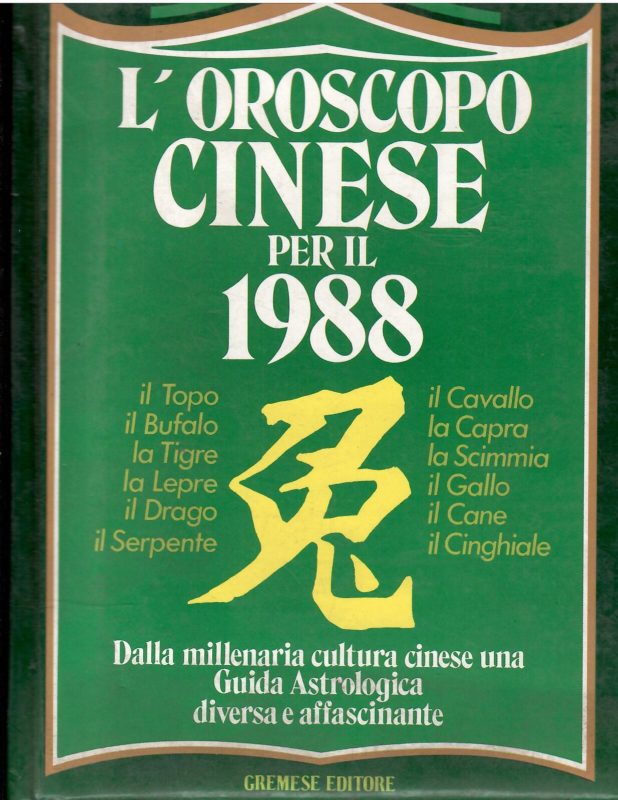 L'OROSCOPO
CINESE
PER IL
1988
il Topo
il Bufalo
la Tigre
la Lepre
il Drago
il Serpente
兔
il Cavallo
la Capra
la Scimmia
il Gallo
il Cane
il Cinghiale
Dalla millenaria cultura cinese una
Guida Astrologica
diversa e affascinante
GREMESE EDITORE